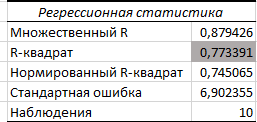 Регрессионная статистика
Множественный R 0,879426
R-квадрат 0,773391
Нормированный R-квадрат 0,745065
Стандартная ошибка 6,902355
Наблюдения 10